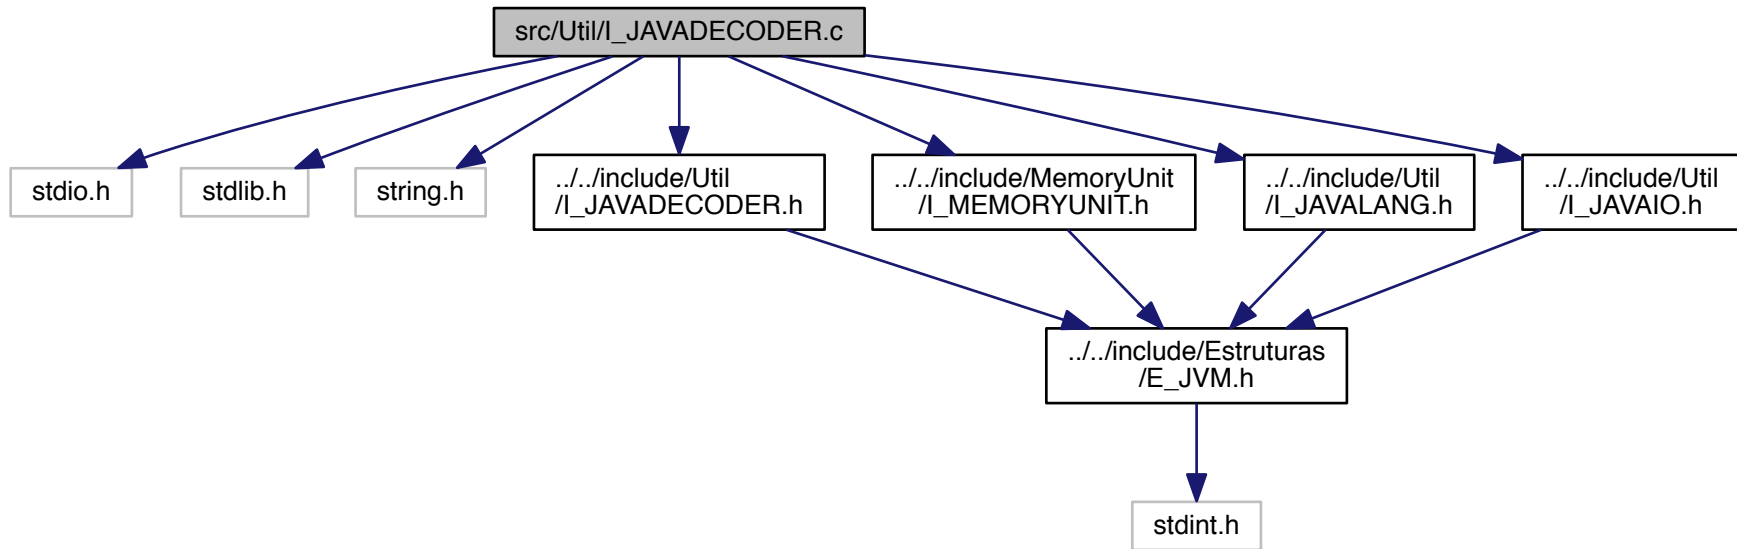 src/Util/I_JAVADECODER.c
stdio.h
stdlib.h
string.h
../../include/Util
/I_JAVADECODER.h
../../include/MemoryUnit
/I_MEMORYUNIT.h
../../include/Util
/I_JAVALANG.h
../../include/Util
/I_JAVAIO.h
../../include/Estruturas
/E_JVM.h
stdint.h